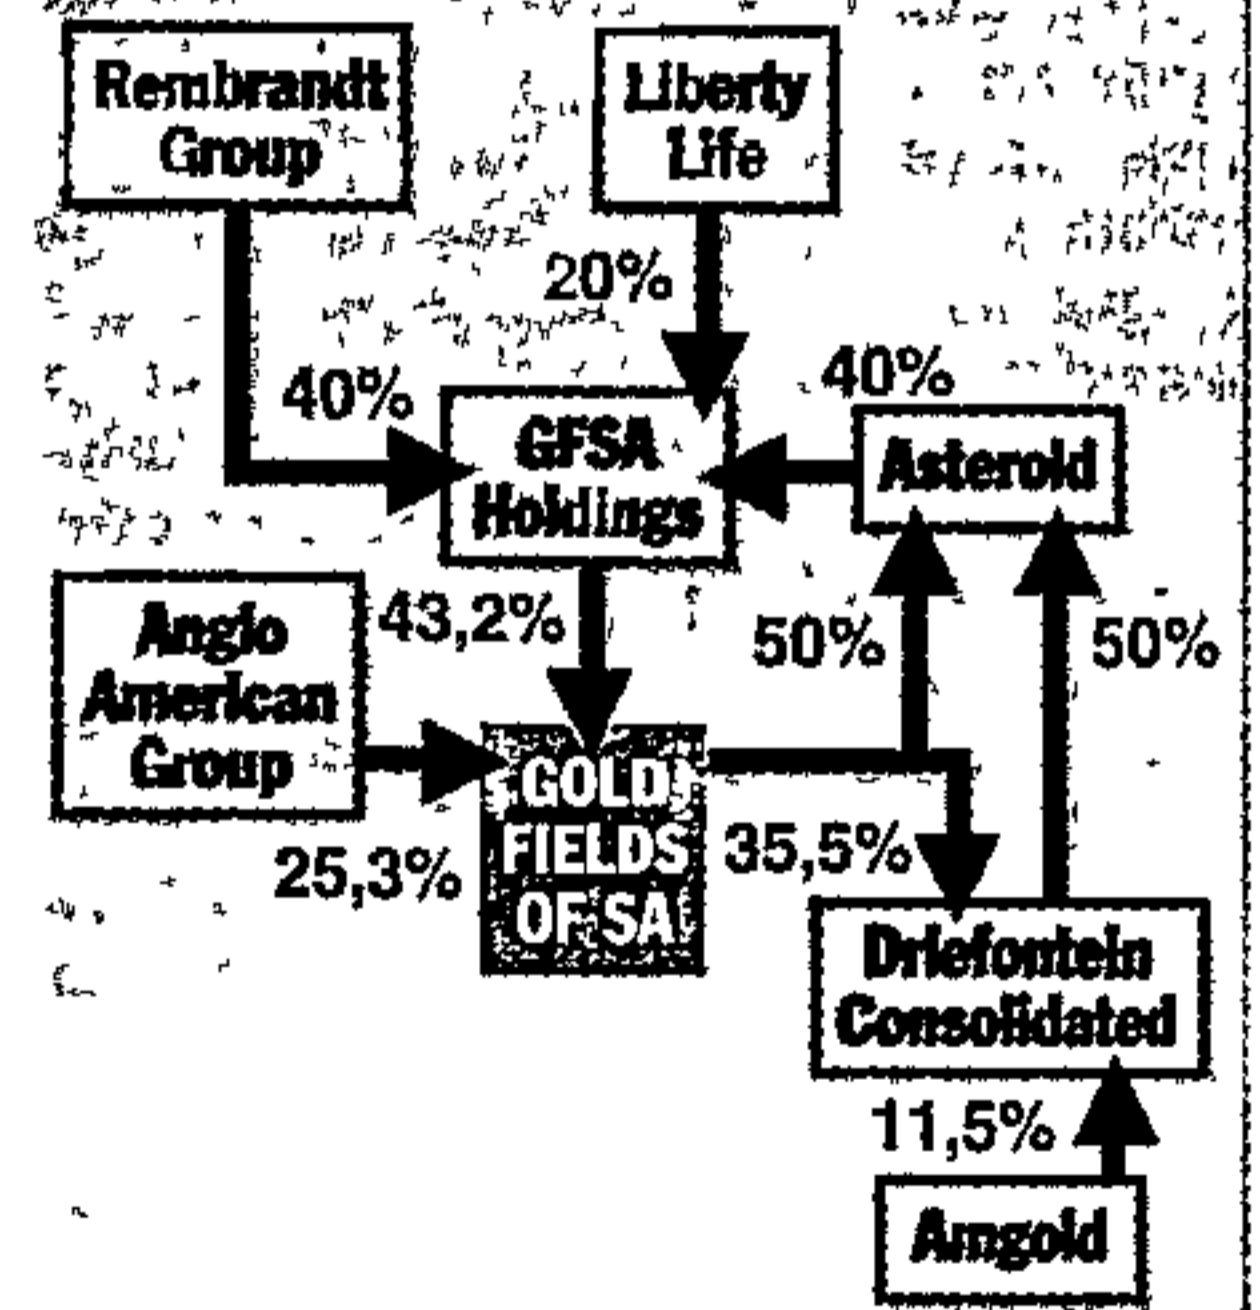 Rembrandt
Group
Liberty
Life
20%
40%
40%
GFSA
Holdings
Asteroid
Anglo
American
Group
43,2%
50%
50%
GOLD
FIELDS
OF SA
25,3%
35,5%
Driefontein
Consolidated
11,5%
Amgold